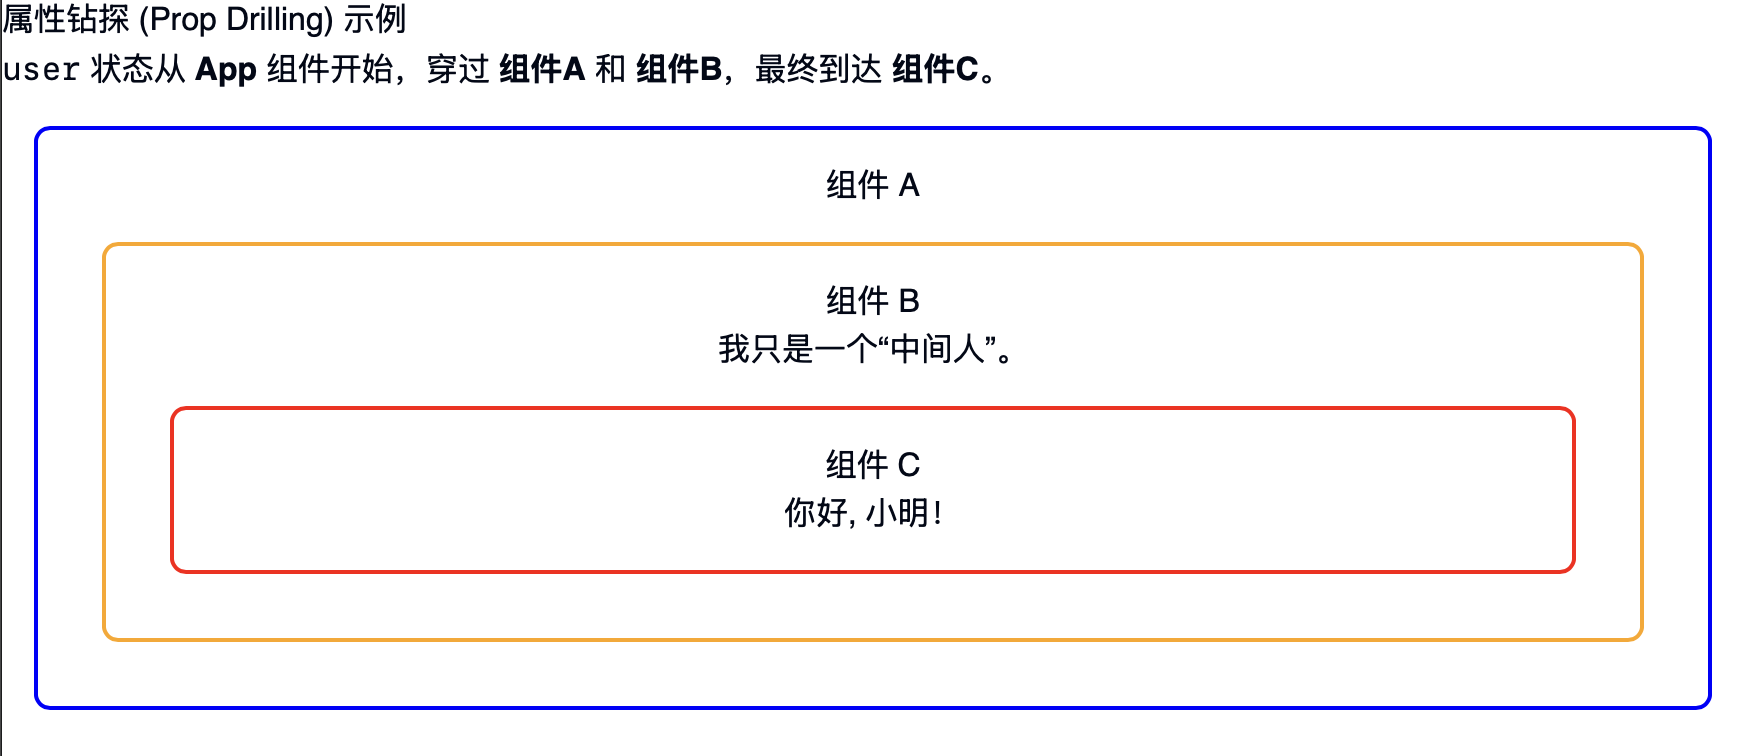 属性钻探 (Prop Drilling) 示例
user 状态从 App 组件开始，穿过 组件A 和 组件B，最终到达 组件C。
组件 A
组件 B
我只是一个“中间人”。
组件 C
你好, 小明！